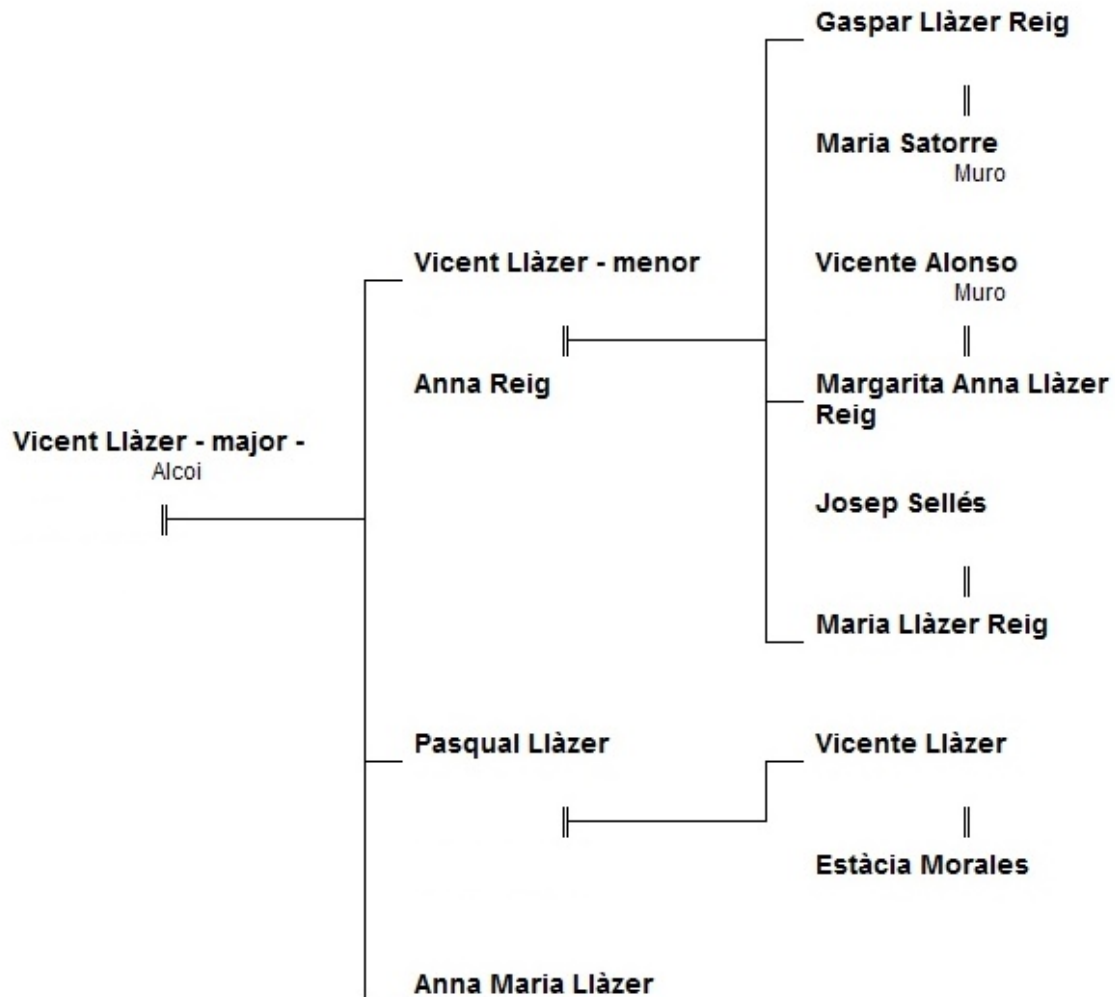 Gaspar Llàzer Reig
Maria Satorre
Muro
Vicent Llàzer - menor
Vicente Alonso
Muro
Anna Reig
Margarita Anna Llàzer
Reig
Vicent Llàzer - major -
Alcoi
Josep Sellés
Maria Llàzer Reig
Pasqual Llàzer
Vicente Llàzer
Estàcia Morales
Anna Maria Llàzer